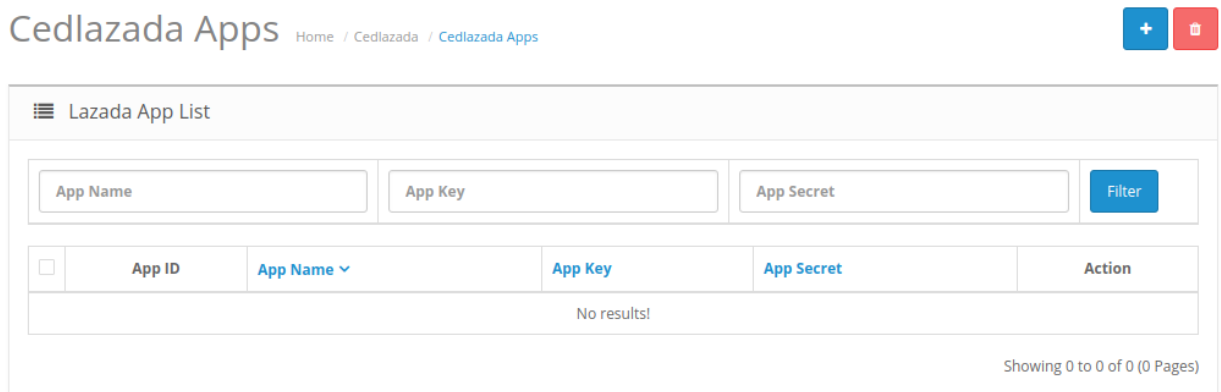 Cedlazada Apps Home / Cedlazada / Cedlazada Apps
Lazada App List
App Name App Key App Secret Filter
App ID App Name App Key App Secret Action
No results!
Showing 0 to 0 of 0 (0 Pages)